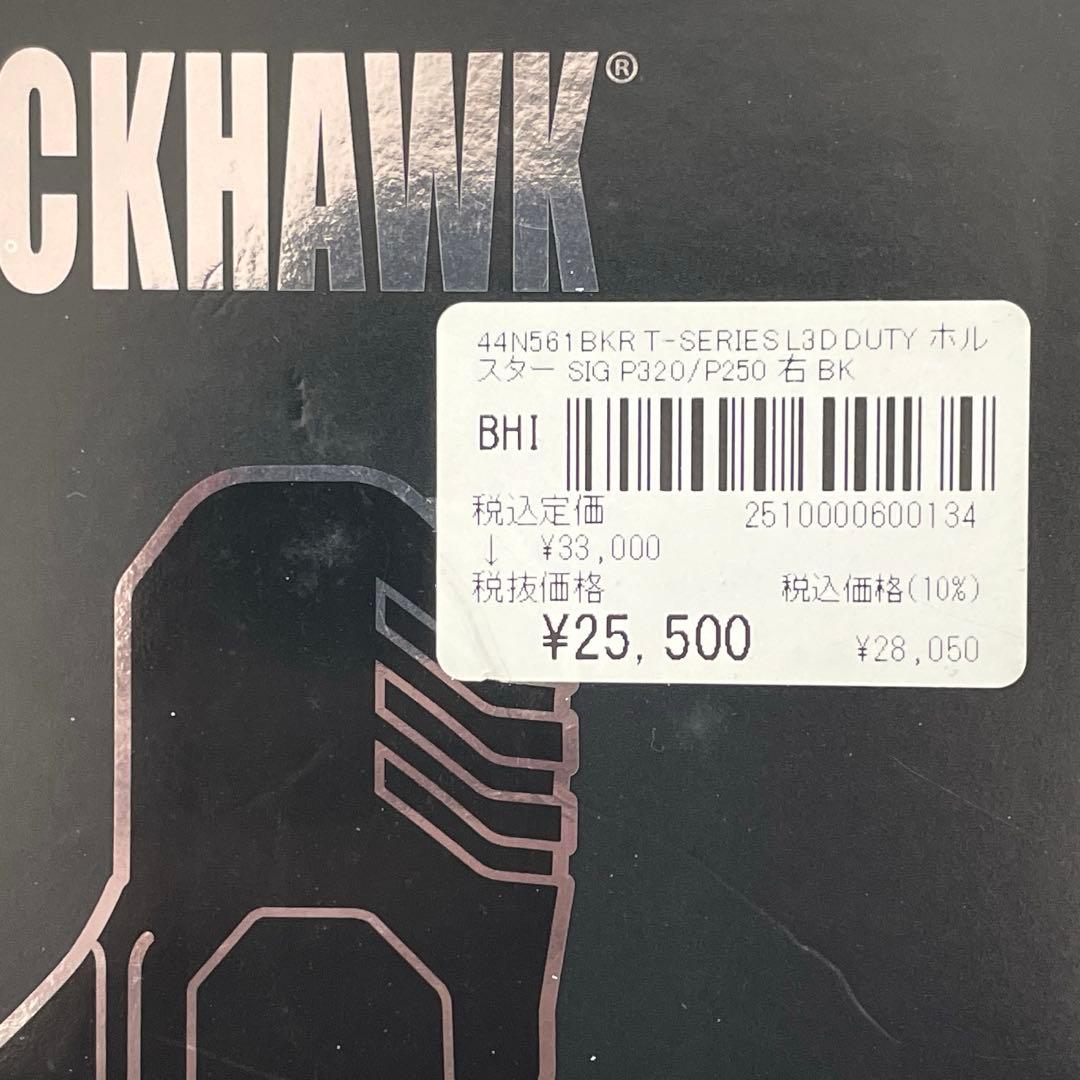 CKHAWK®
44N561BKR T-SERIES L3D DUTY ホル
スター SIG P320/P250 右 BK
BHI
税込定価 2510000600134
↓ ¥33,000
税抜価格 税込価格(10%)
¥25,500 ¥28,050